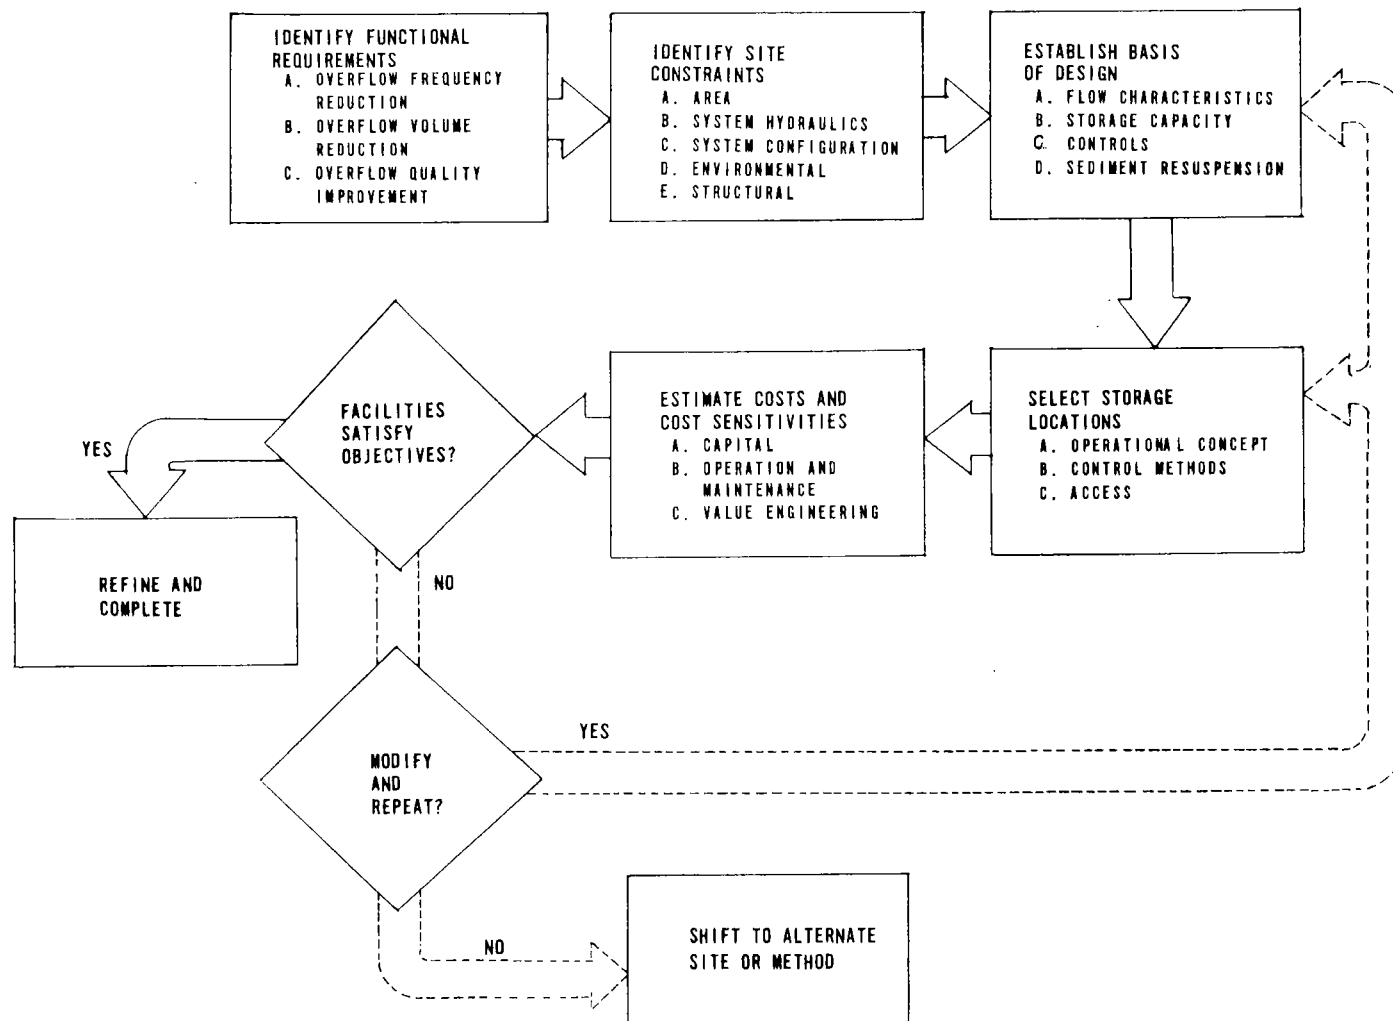 IDENTIFY FUNCTIONAL
REQUIREMENTS
A. OVERFLOW FREQUENCY
REDUCTION
B. OVERFLOW VOLUME
REDUCTION
C. OVERFLOW QUALITY
IMPROVEMENT
IDENTIFY SITE
CONSTRAINTS
A. AREA
B. SYSTEM HYDRAULICS
C. SYSTEM CONFIGURATION
D. ENVIRONMENTAL
E. STRUCTURAL
ESTABLISH BASIS
OF DESIGN
A. FLOW CHARACTERISTICS
B. STORAGE CAPACITY
C. CONTROLS
D. SEDIMENT RESUSPENSION
SELECT STORAGE
LOCATIONS
A. OPERATIONAL CONCEPT
B. CONTROL METHODS
C. ACCESS
ESTIMATE COSTS AND
COST SENSITIVITIES
A. CAPITAL
B. OPERATION AND
MAINTENANCE
C. VALUE ENGINEERING
FACILITIES
SATISFY
OBJECTIVES?
YES
REFINE AND
COMPLETE
NO
MODIFY
AND
REPEAT?
YES
NO
SHIFT TO ALTERNATE
SITE OR METHOD